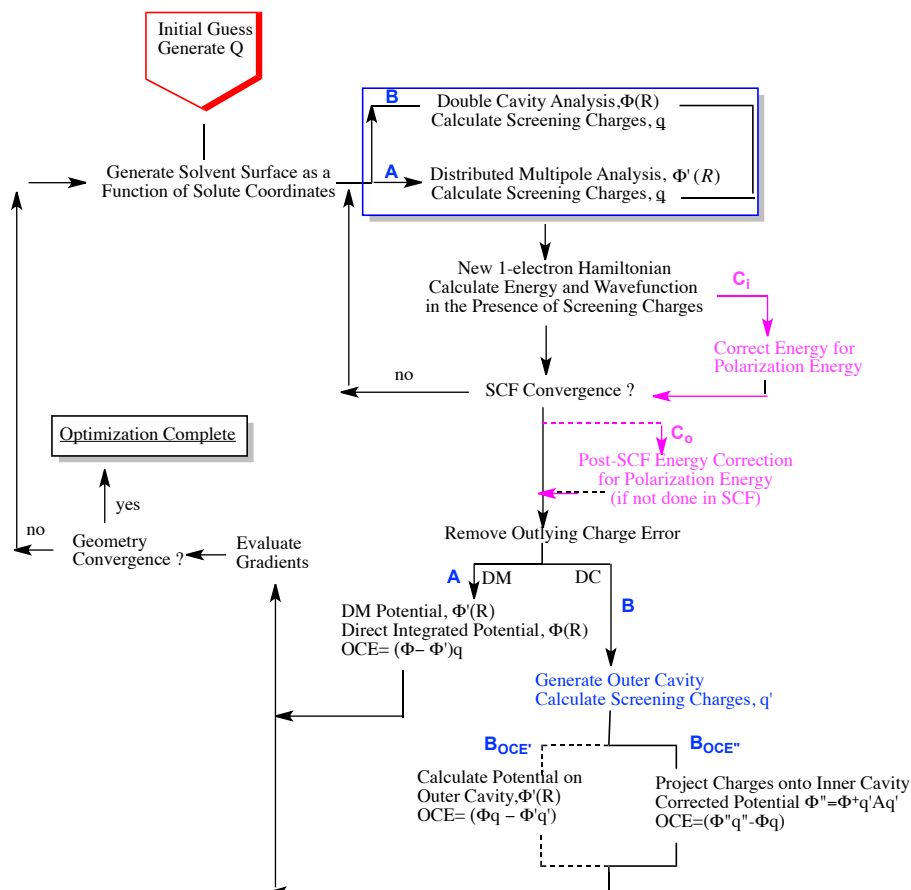 Initial Guess
Generate Q
B
Double Cavity Analysis,Φ(R)
Calculate Screening Charges, q
Generate Solvent Surface as a
Function of Solute Coordinates
A
Distributed Multipole Analysis, Φ'(R)
Calculate Screening Charges, q
New 1-electron Hamiltonian
Calculate Energy and Wavefunction
in the Presence of Screening Charges
Ci
Correct Energy for
Polarization Energy
no
SCF Convergence ?
Optimization Complete
Co
Post-SCF Energy Correction
for Polarization Energy
(if not done in SCF)
yes
no
Geometry
Convergence ?
Evaluate
Gradients
Remove Outlying Charge Error
A
DM
DC
B
DM Potential, Φ'(R)
Direct Integrated Potential, Φ(R)
OCE= (Φ– Φ')q
Generate Outer Cavity
Calculate Screening Charges, q'
BOCE'
BOCE"
Calculate Potential on
Outer Cavity,Φ'(R)
OCE= (Φq – Φ'q')
Project Charges onto Inner Cavity
Corrected Potential Φ"=Φ+q'Aq'
OCE=(Φ"q"-Φq)